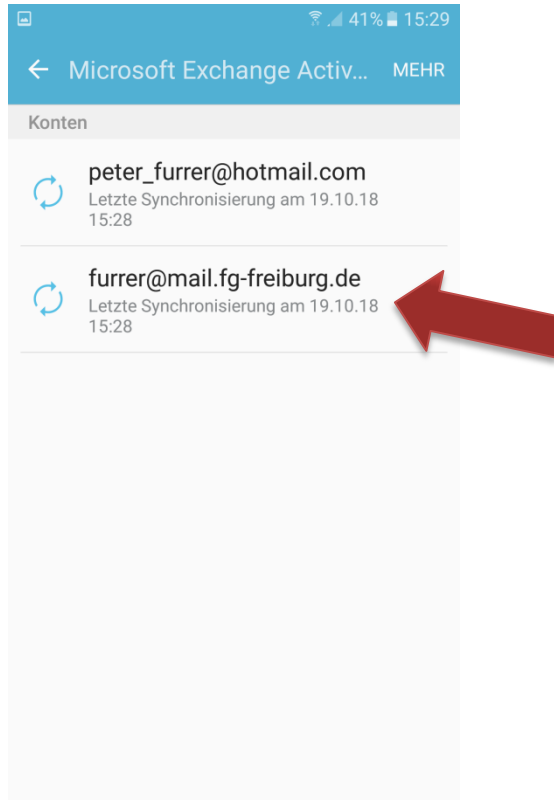 41% 15:29
Microsoft Exchange Activ... MEHR
Konten
peter_furrer@hotmail.com
Letzte Synchronisierung am 19.10.18
15:28
furrer@mail.fg-freiburg.de
Letzte Synchronisierung am 19.10.18
15:28